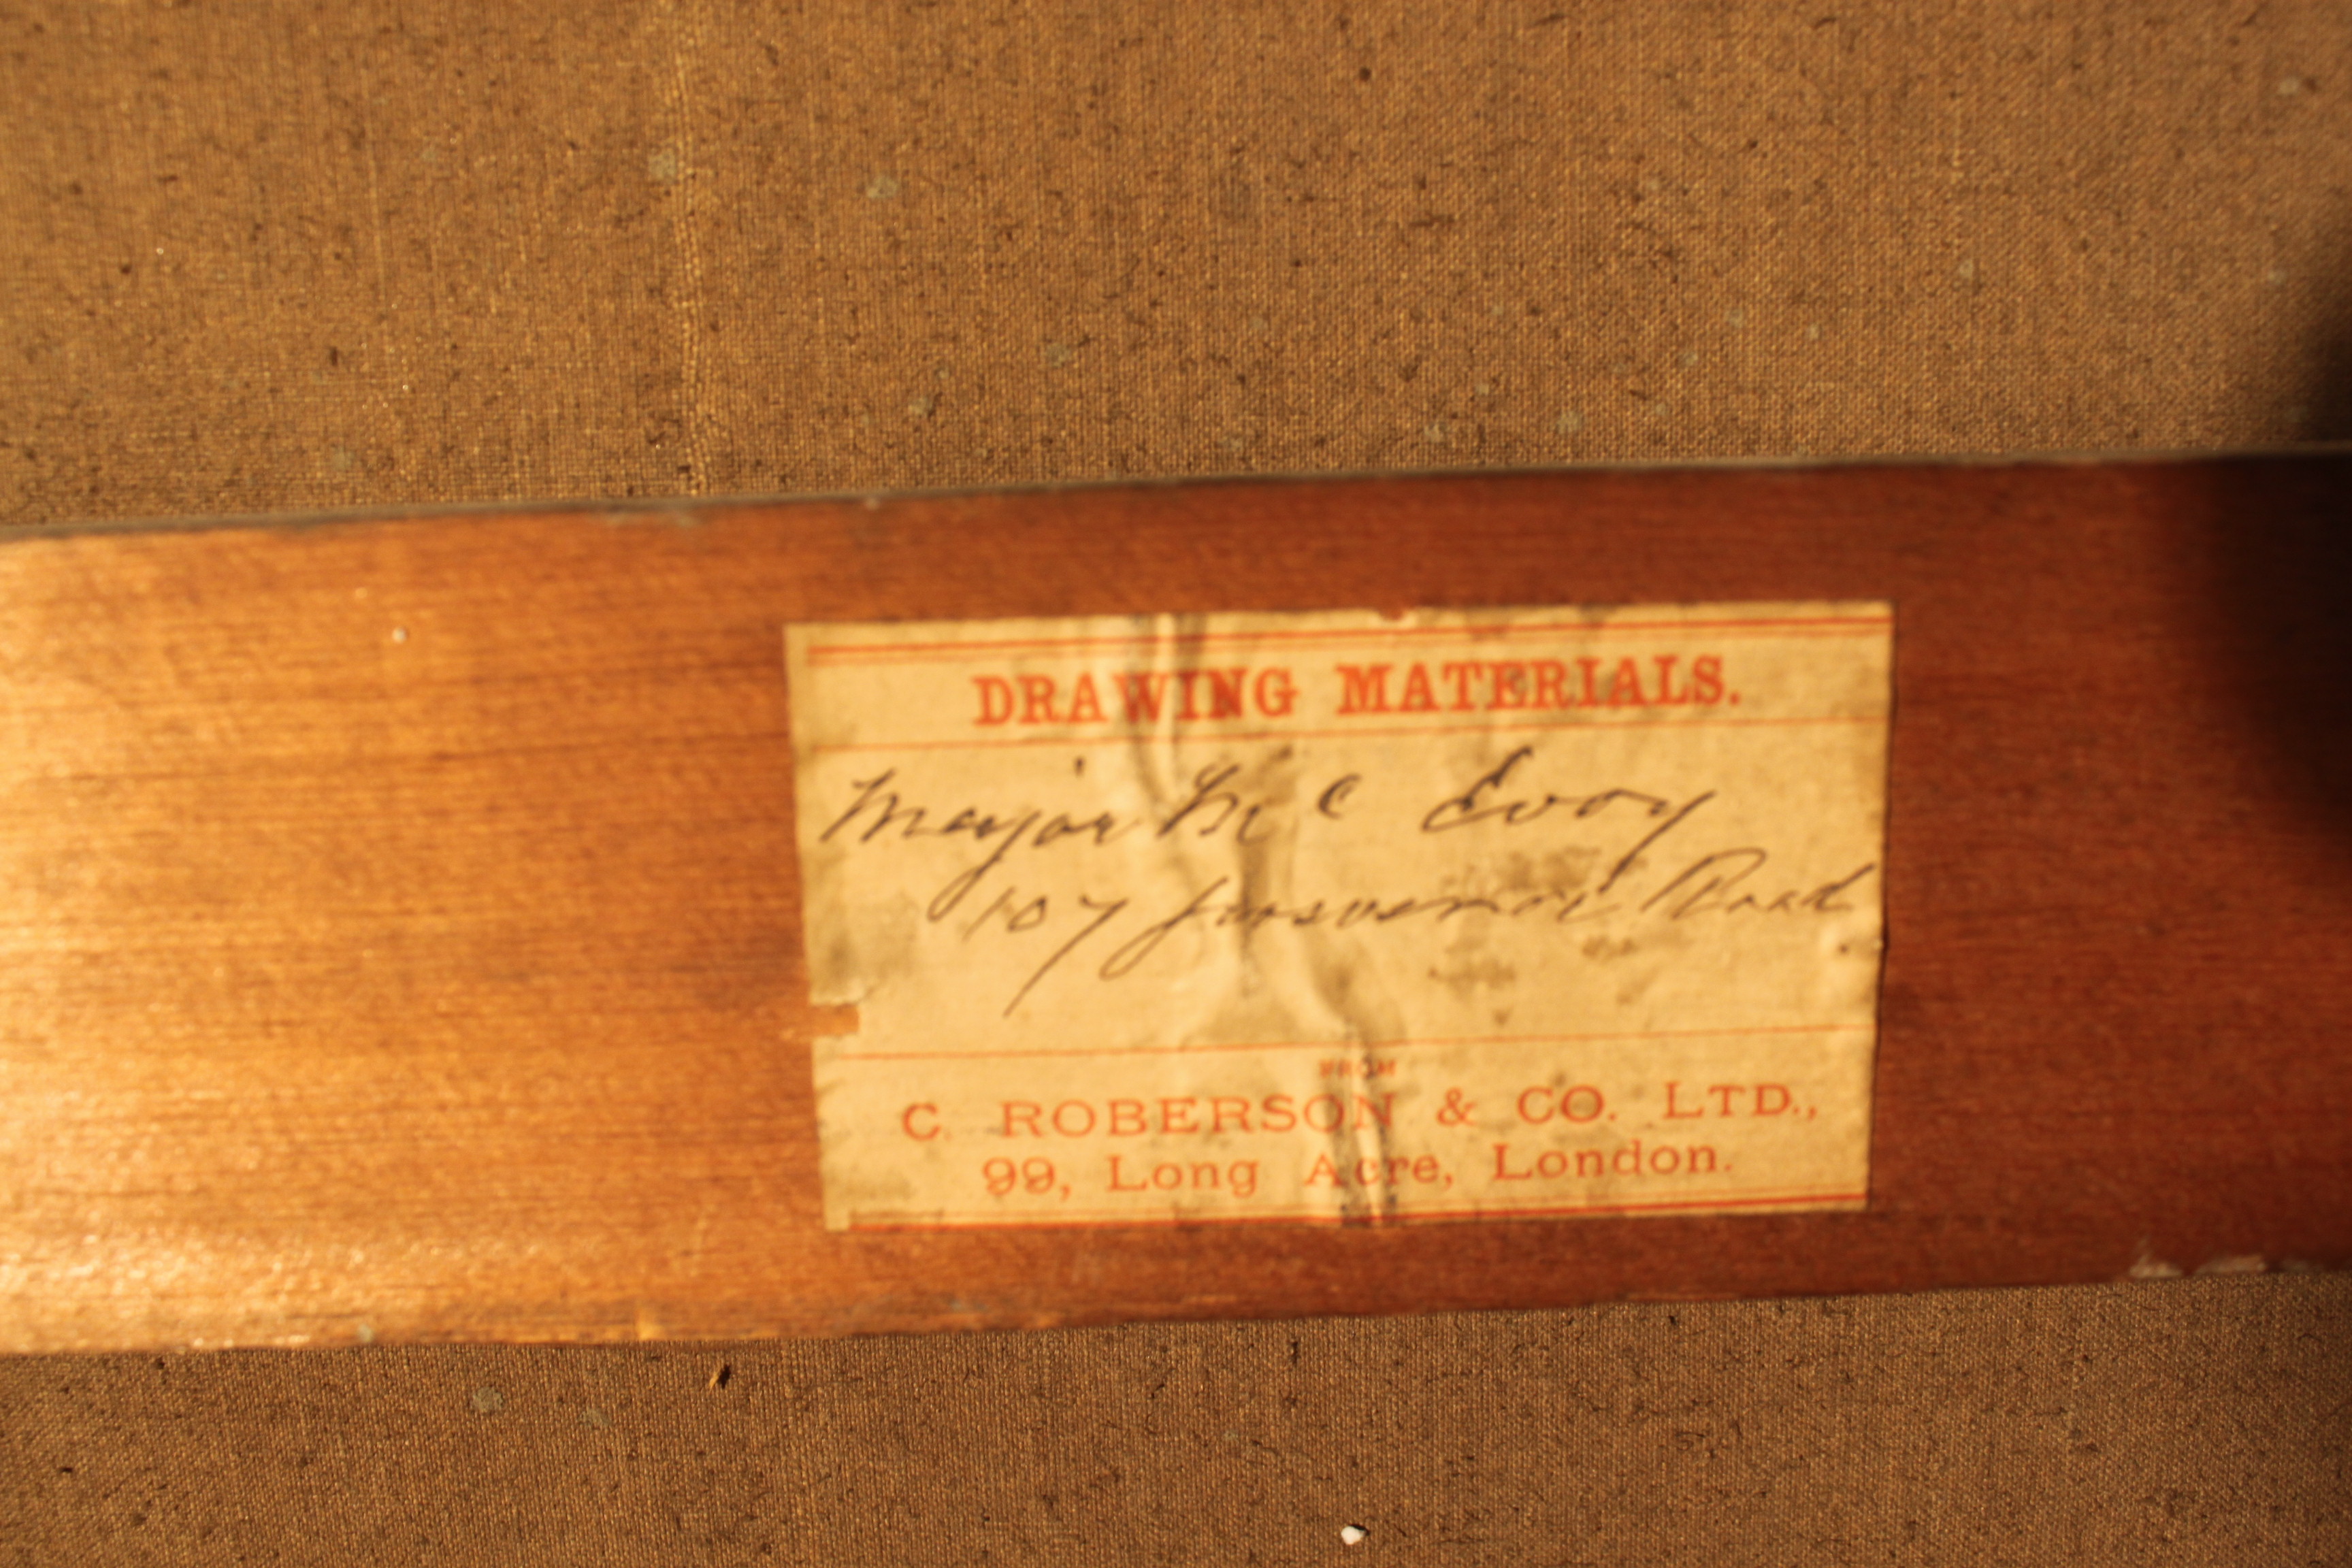 DRAWING MATERIALS.
Major Mc Evoy
107 Grosvenor Road
FROM
C. ROBERSON & CO. LTD.,
99, Long Acre, London.